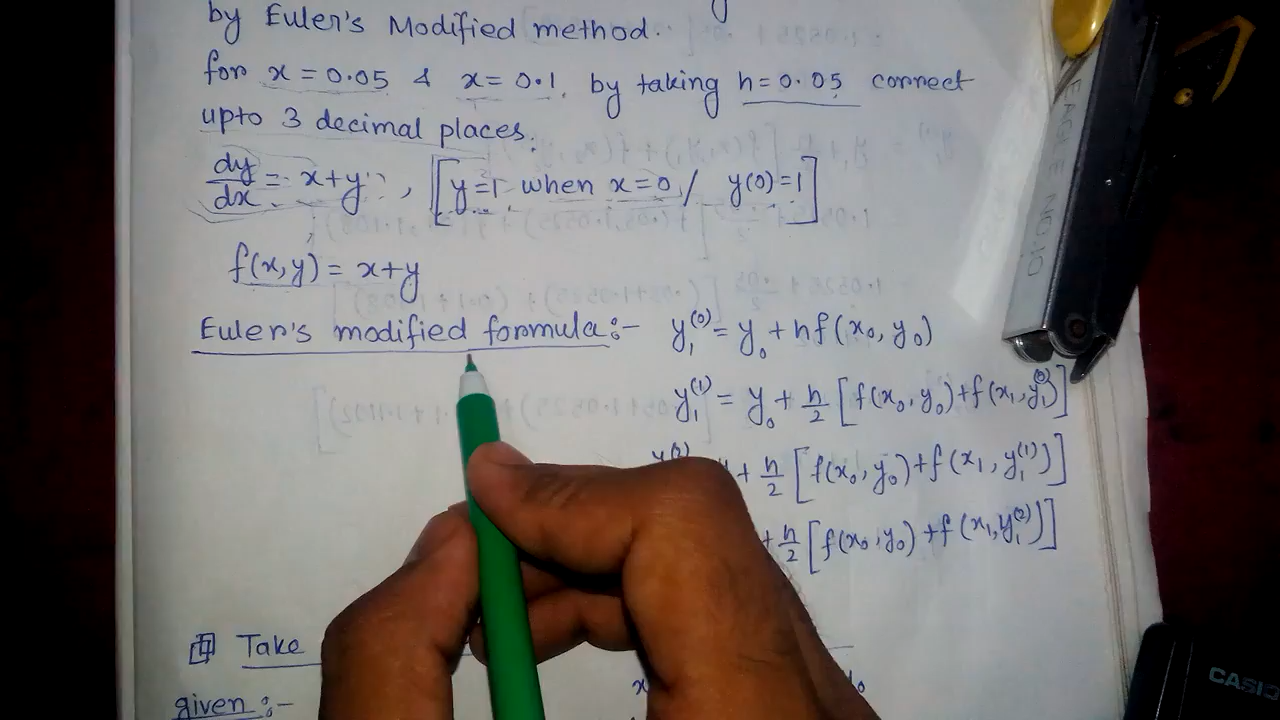 by Euler's Modified method.
for x = 0.05 & x = 0.1, by taking h = 0.05 correct
upto 3 decimal places.
dy/dx = x+y, [y=1 when x=0 / y(0)=1]
f(x,y) = x+y
Euler's modified formula:- y₁⁽⁰⁾ = y₀ + hf(x₀, y₀)
y₁⁽¹⁾ = y₀ + h/2 [f(x₀, y₀)+f(x₁, y₁⁽⁰⁾)]
+ h/2 [f(x₀, y₀)+f(x₁, y₁⁽¹⁾)]
+ h/2 [f(x₀, y₀)+f(x₁, y₁⁽²⁾)]
Take
given :-
EAGLE NO.10
CASIO